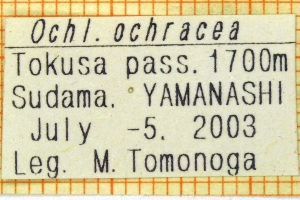 Ochl. ochracea
Tokusa pass. 1700m
Sudama. YAMANASHI
July -5. 2003
Leg. M. Tomonoga